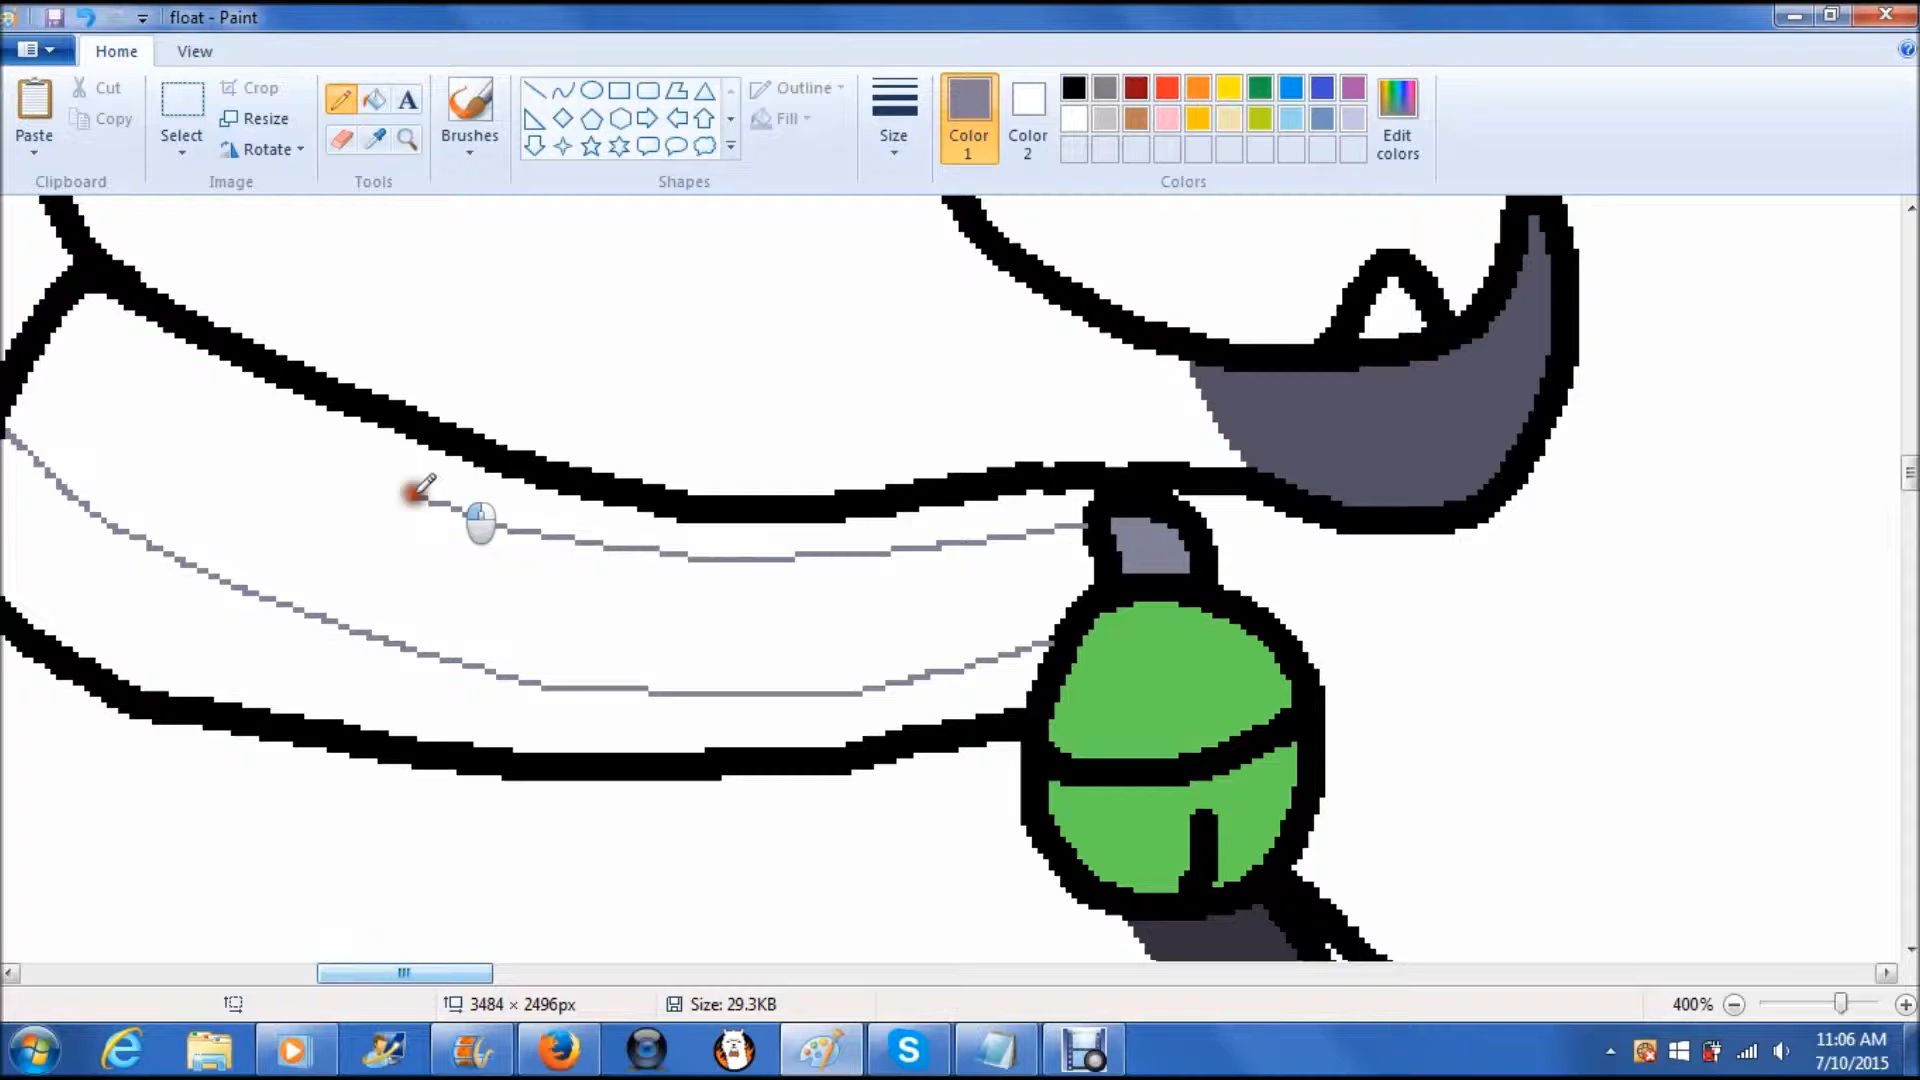 float - Paint
Home View
Paste
Cut
Copy
Clipboard
Select
Crop
Resize
Rotate
Image
A
Tools
Brushes
Outline
Fill
Shapes
Size
Color 1
Color 2
Edit colors
Colors
3484 × 2496px
Size: 29.3KB
400%
11:06 AM
7/10/2015